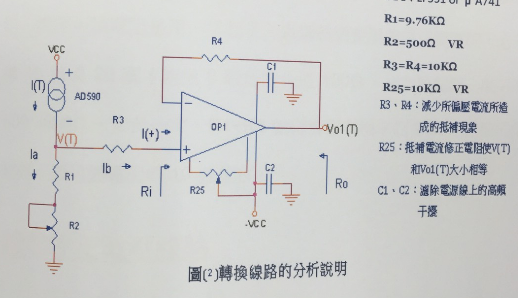 R1=9.76KΩ
R2=500Ω VR
R3=R4=10KΩ
R25=10KΩ VR
R3、R4：減少所偏壓電流所造
成的抵補現象
R25：抵補電流修正電阻使V(T)
和Vo1(T)大小相等
C1、C2：濾除電源線上的高頻
干擾
VCC
R4
C1
I(T)
AD590
V(T)
R3
I(+)
OP1
Vo1(T)
Ia
Ib
R1
Ri
R25
C2
Ro
R2
-VCC
圖(2)轉換線路的分析說明